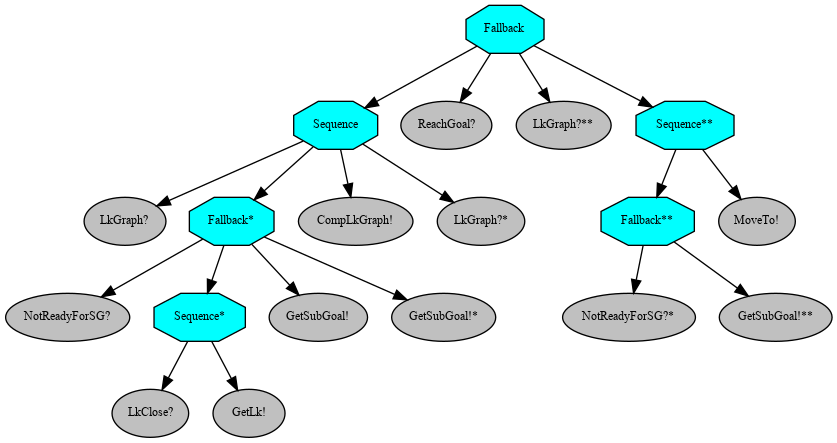 Fallback
Sequence
ReachGoal?
LkGraph?**
Sequence**
LkGraph?
Fallback*
CompLkGraph!
LkGraph?*
Fallback**
MoveTo!
NotReadyForSG?
Sequence*
GetSubGoal!
GetSubGoal!*
NotReadyForSG?*
GetSubGoal!**
LkClose?
GetLk!